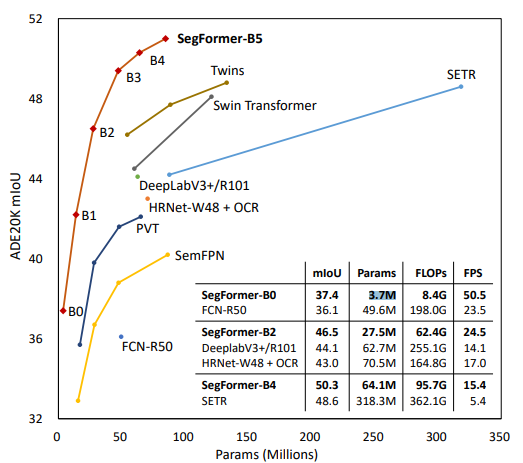 52
48
44
40
36
32
ADE20K mIoU
0
50
100
150
200
250
300
350
Params (Millions)
SegFormer-B5
B4
B3
B2
B1
B0
Twins
SETR
Swin Transformer
DeepLabV3+/R101
HRNet-W48 + OCR
PVT
SemFPN
FCN-R50
mIoU Params FLOPs FPS
SegFormer-B0 37.4 3.7M 8.4G 50.5
FCN-R50 36.1 49.6M 198.0G 23.5
SegFormer-B2 46.5 27.5M 62.4G 24.5
DeeplabV3+/R101 44.1 62.7M 255.1G 14.1
HRNet-W48 + OCR 43.0 70.5M 164.8G 17.0
SegFormer-B4 50.3 64.1M 95.7G 15.4
SETR 48.6 318.3M 362.1G 5.4